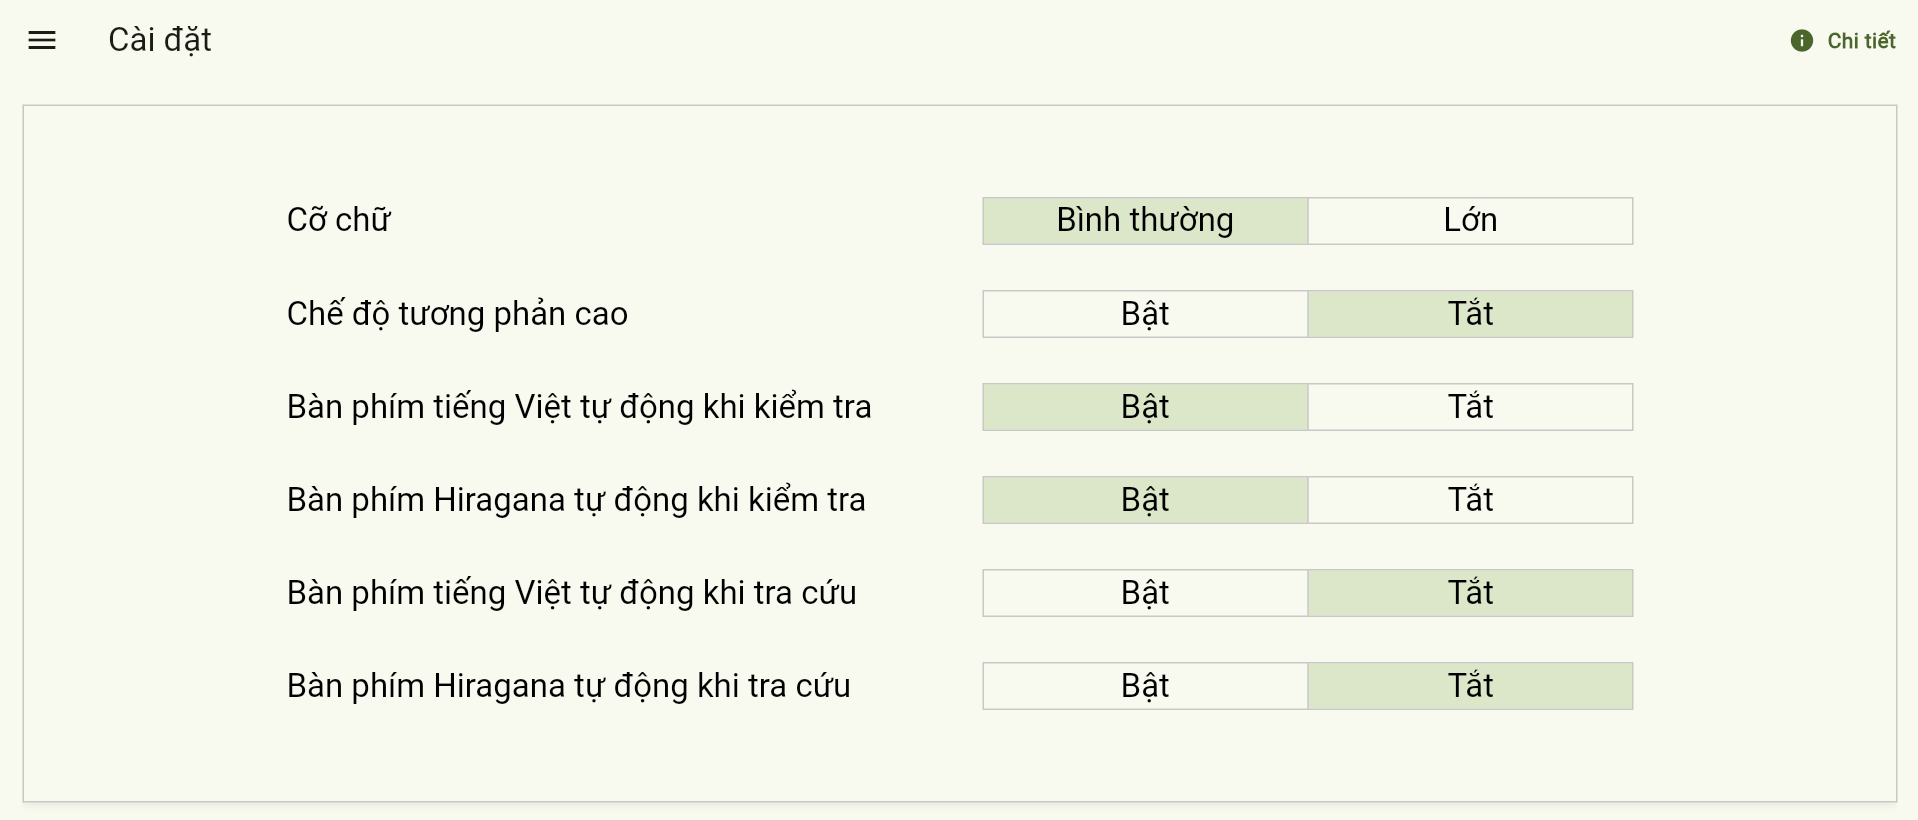 Cài đặt
Chi tiết
Cỡ chữ
Bình thường
Lớn
Chế độ tương phản cao
Bật
Tắt
Bàn phím tiếng Việt tự động khi kiểm tra
Bật
Tắt
Bàn phím Hiragana tự động khi kiểm tra
Bật
Tắt
Bàn phím tiếng Việt tự động khi tra cứu
Bật
Tắt
Bàn phím Hiragana tự động khi tra cứu
Bật
Tắt